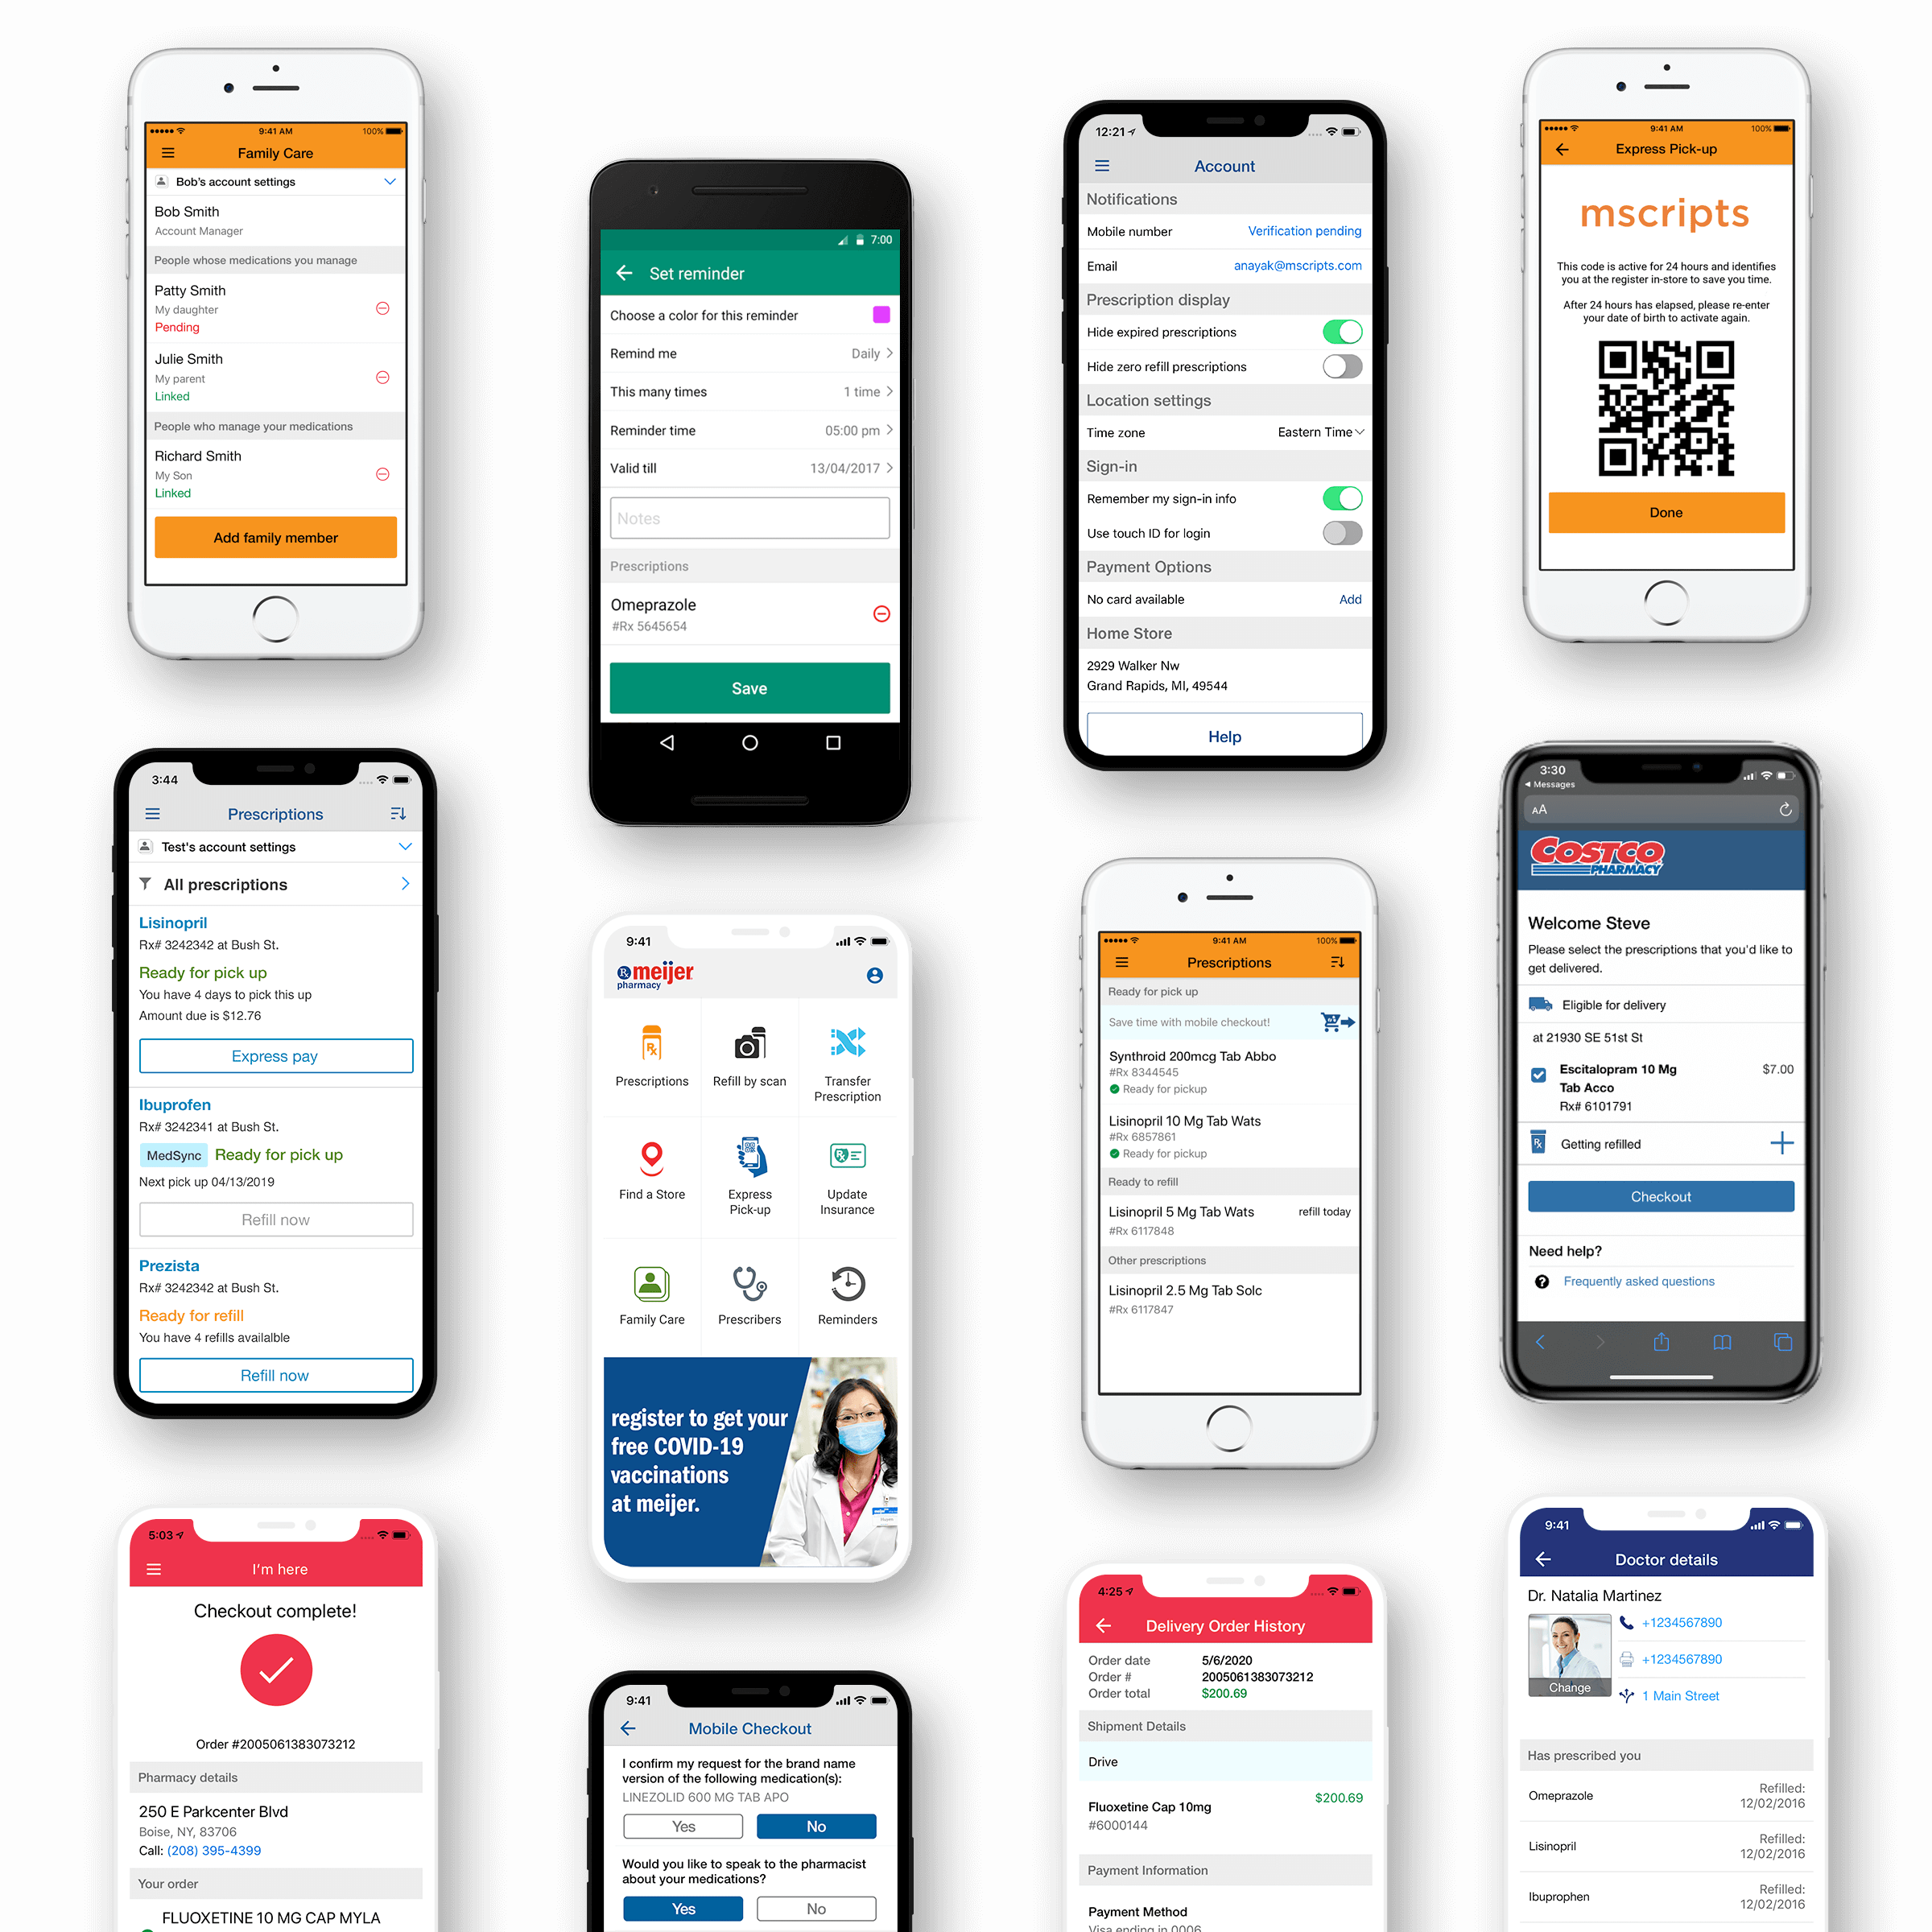 9:41 AM 100%
Family Care
Bob's account settings
Bob Smith
Account Manager
People whose medications you manage
Patty Smith
My daughter
Pending
Julie Smith
My parent
Linked
People who manage your medications
Richard Smith
My Son
Linked
Add family member
7:00
Set reminder
Choose a color for this reminder
Remind me Daily
This many times 1 time
Reminder time 05:00 pm
Valid till 13/04/2017
Notes
Prescriptions
Omeprazole
#Rx 5645654
Save
12:21
Account
Notifications
Mobile number Verification pending
Email anayak@mscripts.com
Prescription display
Hide expired prescriptions
Hide zero refill prescriptions
Location settings
Time zone Eastern Time
Sign-in
Remember my sign-in info
Use touch ID for login
Payment Options
No card available Add
Home Store
2929 Walker Nw
Grand Rapids, MI, 49544
Help
9:41 AM 100%
Express Pick-up
mscripts
This code is active for 24 hours and identifies
you at the register in-store to save you time.
After 24 hours has elapsed, please re-enter
your date of birth to activate again.
Done
3:44
Prescriptions
Test's account settings
All prescriptions
Lisinopril
Rx# 3242342 at Bush St.
Ready for pick up
You have 4 days to pick this up
Amount due is $12.76
Express pay
Ibuprofen
Rx# 3242341 at Bush St.
MedSync Ready for pick up
Next pick up 04/13/2019
Refill now
Prezista
Rx# 3242342 at Bush St.
Ready for refill
You have 4 refills availalble
Refill now
9:41
Rx meijer
pharmacy
Rx
Prescriptions
Refill by scan
Transfer
Prescription
Find a Store
Express
Pick-up
Update
Insurance
Family Care
Prescribers
Reminders
register to get your
free COVID-19
vaccinations
at meijer.
9:41 AM 100%
Prescriptions
Ready for pick up
Save time with mobile checkout!
Synthroid 200mcg Tab Abbo
#Rx 8344545
Ready for pickup
Lisinopril 10 Mg Tab Wats
#Rx 6857861
Ready for pickup
Ready to refill
Lisinopril 5 Mg Tab Wats refill today
#Rx 6117848
Other prescriptions
Lisinopril 2.5 Mg Tab Solc
#Rx 6117847
3:30
Messages
AA
COSTCO
PHARMACY
Welcome Steve
Please select the prescriptions that you'd like to
get delivered.
Eligible for delivery
at 21930 SE 51st St
Escitalopram 10 Mg $7.00
Tab Acco
Rx# 6101791
Rx
Getting refilled
Checkout
Need help?
Frequently asked questions
5:03
I'm here
Checkout complete!
Order #2005061383073212
Pharmacy details
250 E Parkcenter Blvd
Boise, NY, 83706
Call: (208) 395-4399
Your order
FLUOXETINE 10 MG CAP MYLA
9:41
Mobile Checkout
I confirm my request for the brand name
version of the following medication(s):
LINEZOLID 600 MG TAB APO
Yes No
Would you like to speak to the pharmacist
about your medications?
Yes No
4:25
Delivery Order History
Order date 5/6/2020
Order # 2005061383073212
Order total $200.69
Shipment Details
Drive
$200.69
Fluoxetine Cap 10mg
#6000144
Payment Information
Payment Method
Visa ending in 0006
9:41
Doctor details
Dr. Natalia Martinez
+1234567890
+1234567890
Change
1 Main Street
Has prescribed you
Omeprazole Refilled:
12/02/2016
Lisinopril Refilled:
12/02/2016
Ibuprophen Refilled:
12/02/2016